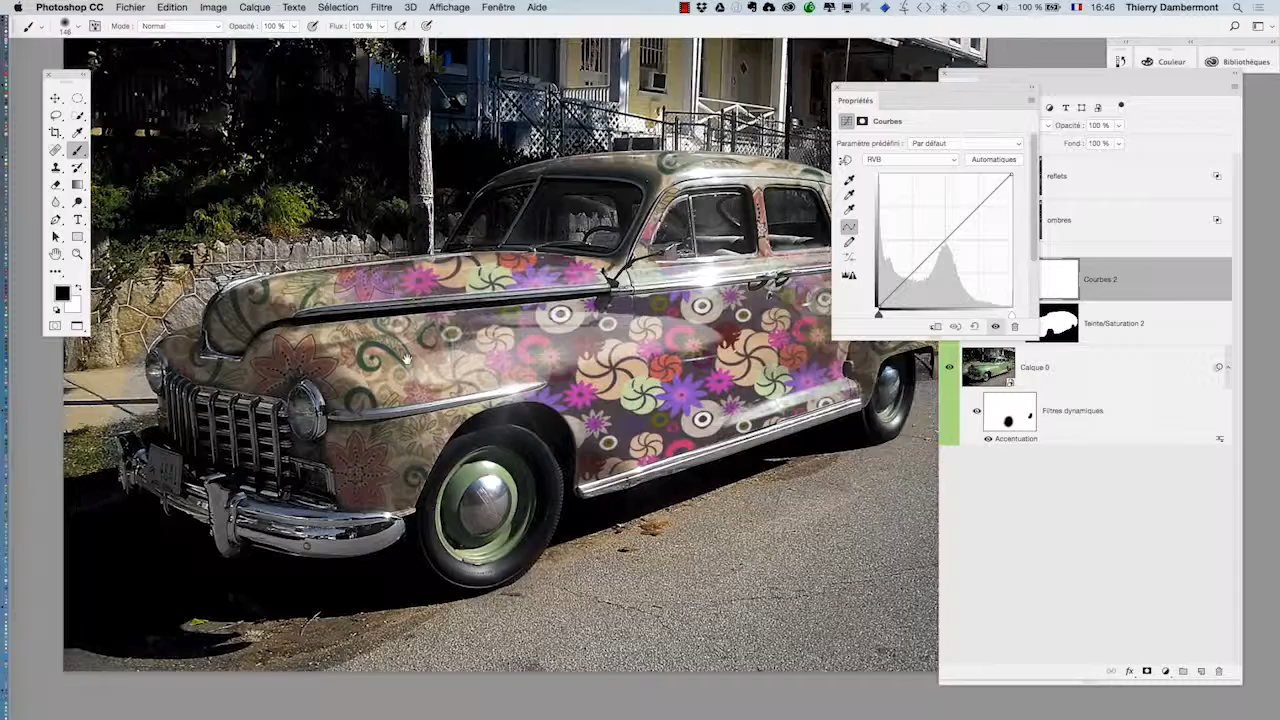 Photoshop CC Fichier Edition Image Calque Texte Sélection Filtre 3D Affichage Fenêtre Aide 100 % 16:46 Thierry Dambermont
146 Mode : Normal Opacité : 100 % Flux : 100 %
Couleur Bibliothèques
Propriétés
Courbes
Paramètre prédéfini : Par défaut
RVB Automatiques
Opacité : 100 %
Fond : 100 %
reflets
ombres
Courbes 2
Teinte/Saturation 2
Calque 0
Filtres dynamiques
Accentuation
fx